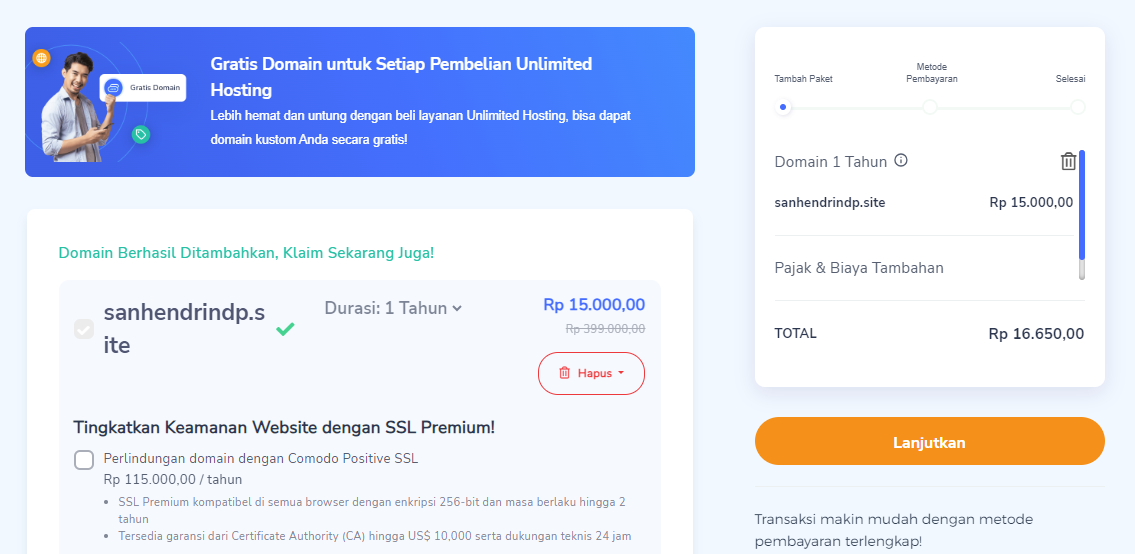 Gratis Domain untuk Setiap Pembelian Unlimited
Hosting
Lebih hemat dan untung dengan beli layanan Unlimited Hosting, bisa dapat
domain kustom Anda secara gratis!
Gratis Domain
Domain Berhasil Ditambahkan, Klaim Sekarang Juga!
sanhendrindp.s
ite
Durasi: 1 Tahun
Rp 15.000,00
Rp 399.000,00
Hapus
Tingkatkan Keamanan Website dengan SSL Premium!
Perlindungan domain dengan Comodo Positive SSL
Rp 115.000,00 / tahun
SSL Premium kompatibel di semua browser dengan enkripsi 256-bit dan masa berlaku hingga 2
tahun
Tersedia garansi dari Certificate Authority (CA) hingga US$ 10,000 serta dukungan teknis 24 jam
Tambah Paket
Metode
Pembayaran
Selesai
Domain 1 Tahun
sanhendrindp.site Rp 15.000,00
Pajak & Biaya Tambahan
TOTAL Rp 16.650,00
Lanjutkan
Transaksi makin mudah dengan metode
pembayaran terlengkap!